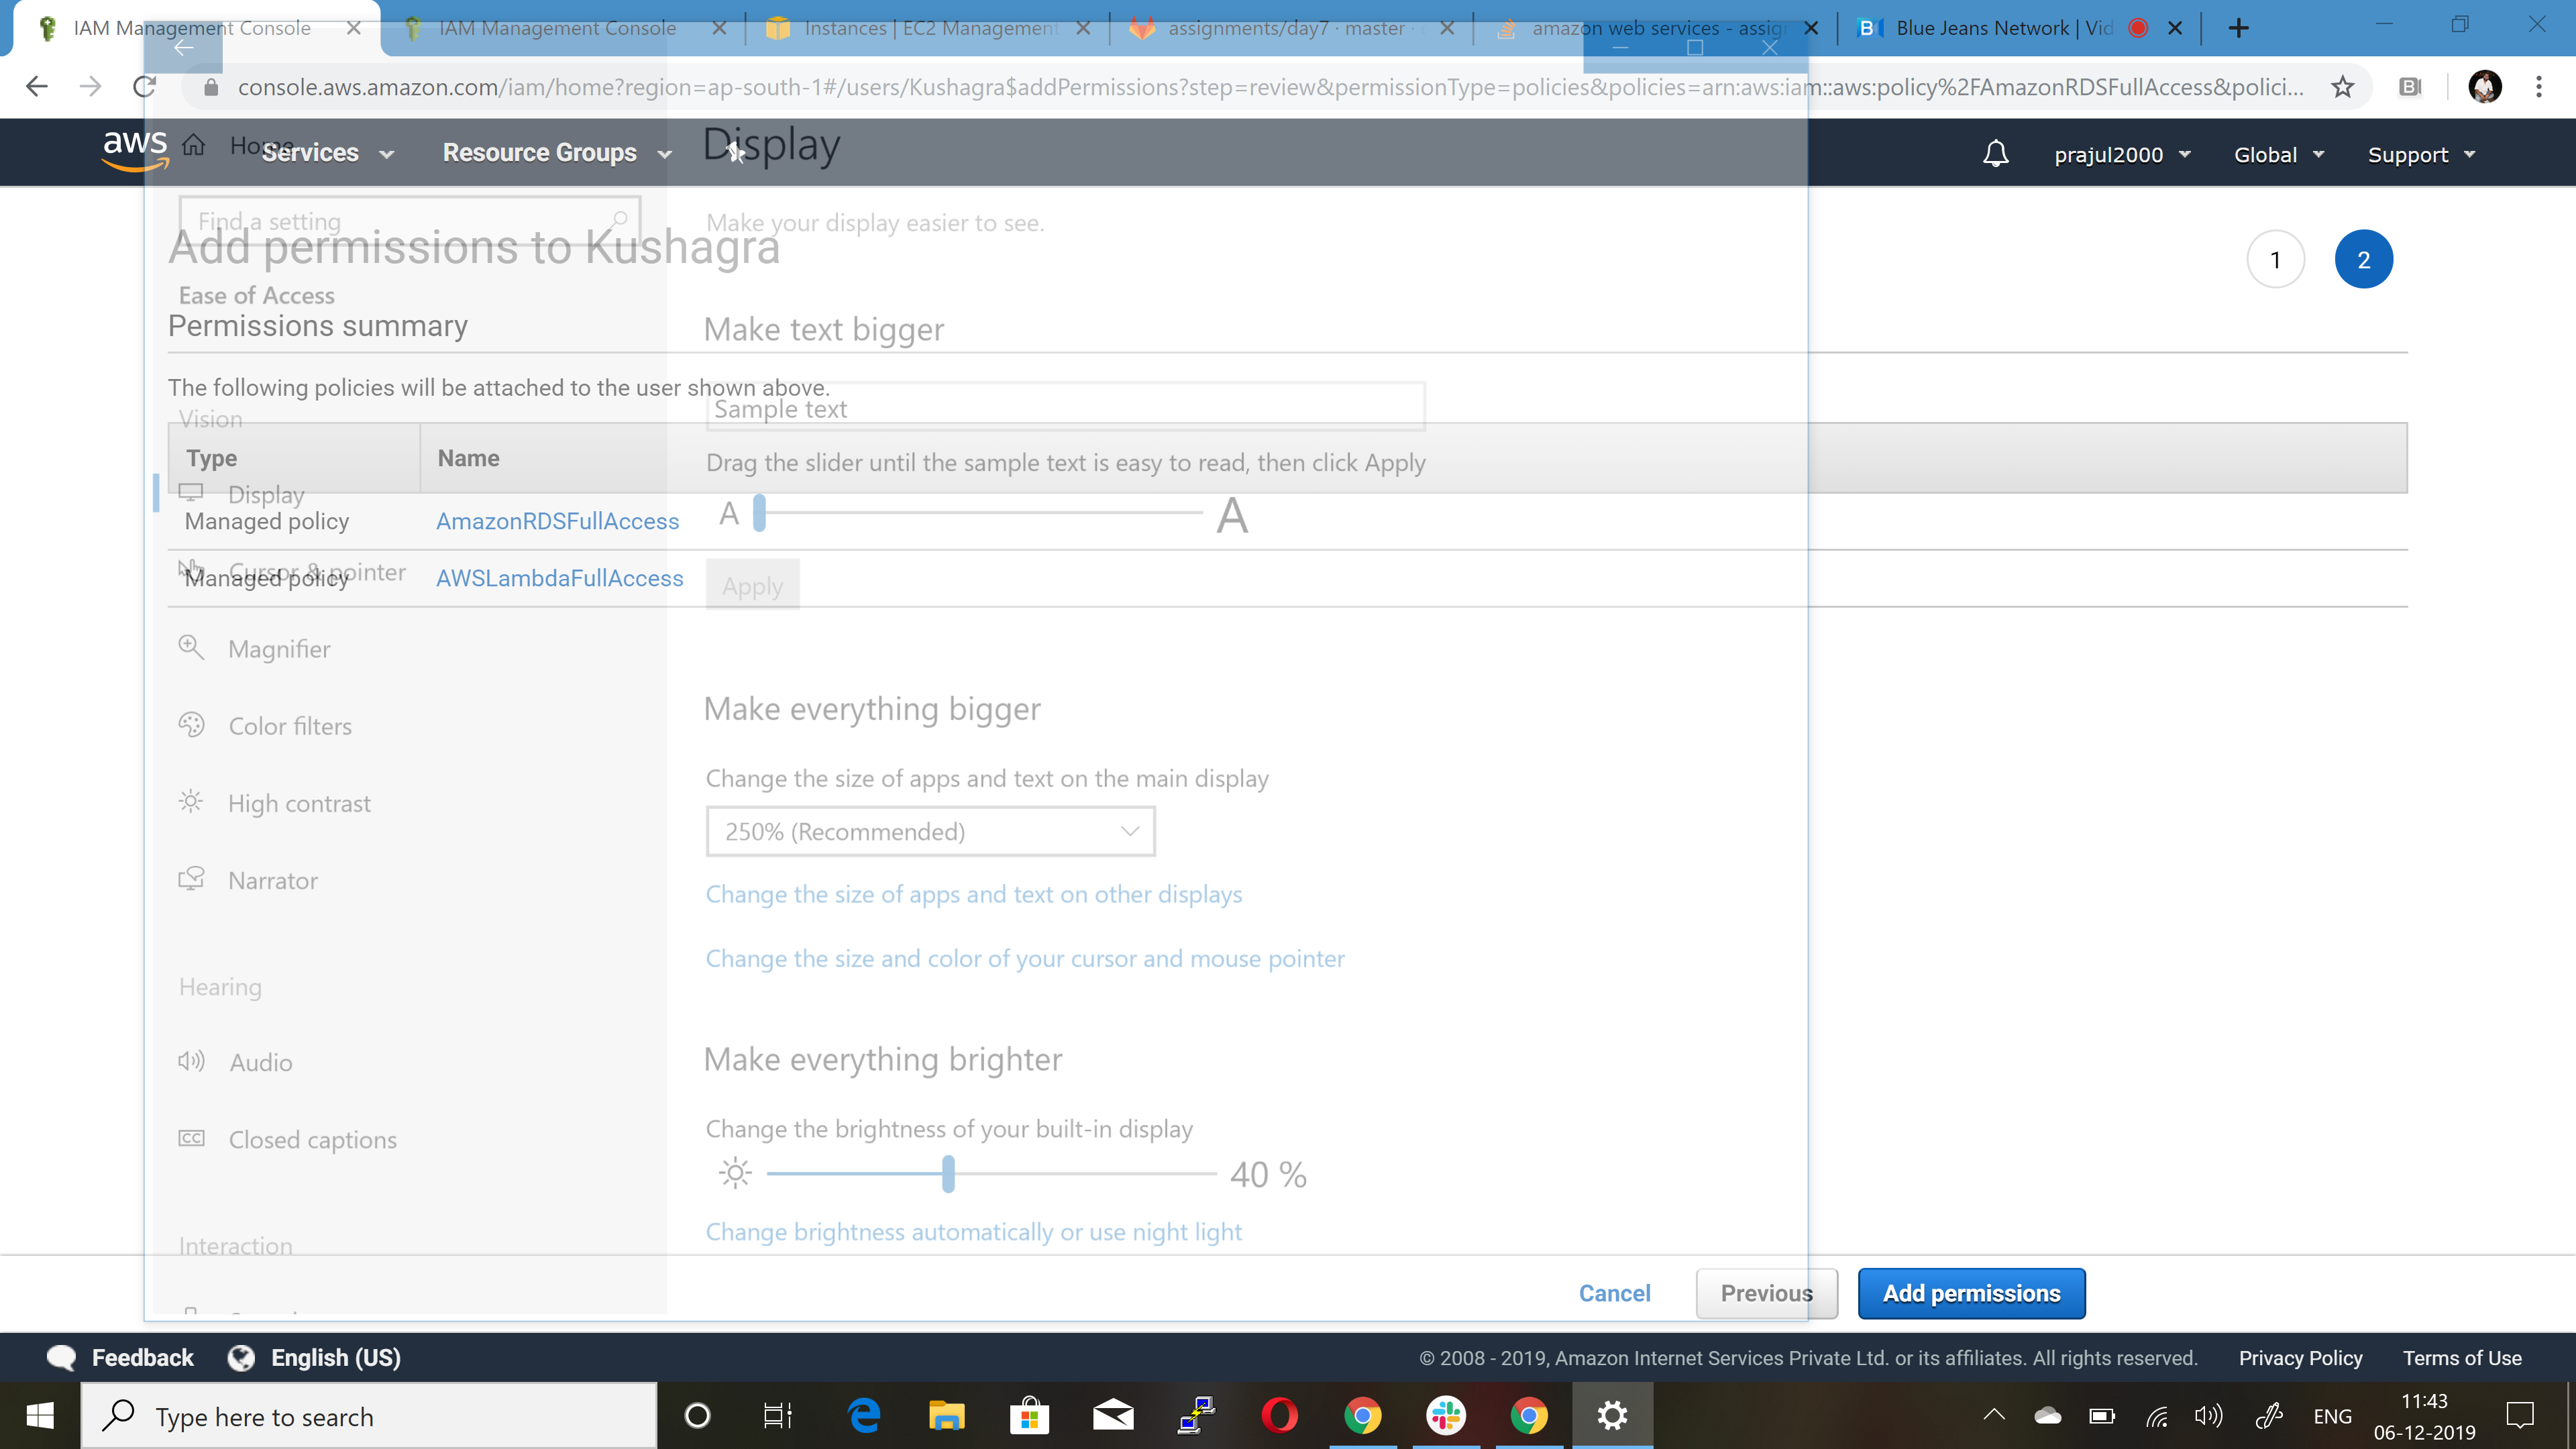 IAM Management Console
IAM Management Console
Instances | EC2 Management
assignments/day7 · master ·
amazon web services - assig
Blue Jeans Network | Vid
console.aws.amazon.com/iam/home?region=ap-south-1#/users/Kushagra$addPermissions?step=review&permissionType=policies&policies=arn:aws:iam::aws:policy%2FAmazonRDSFullAccess&polici...
aws
Home
Services
Resource Groups
Display
prajul2000
Global
Support
Find a setting
Make your display easier to see.
Add permissions to Kushagra
1
2
Ease of Access
Permissions summary
Make text bigger
The following policies will be attached to the user shown above.
Vision
Sample text
Type
Name
Drag the slider until the sample text is easy to read, then click Apply
Display
Managed policy
AmazonRDSFullAccess
A
A
Cursor & pointer
Managed policy
AWSLambdaFullAccess
Apply
Magnifier
Make everything bigger
Color filters
Change the size of apps and text on the main display
High contrast
250% (Recommended)
Narrator
Change the size of apps and text on other displays
Change the size and color of your cursor and mouse pointer
Hearing
Make everything brighter
Audio
Change the brightness of your built-in display
Closed captions
40 %
Change brightness automatically or use night light
Interaction
Cancel
Previous
Add permissions
Feedback
English (US)
© 2008 - 2019, Amazon Internet Services Private Ltd. or its affiliates. All rights reserved.
Privacy Policy
Terms of Use
Type here to search
ENG
11:43
06-12-2019